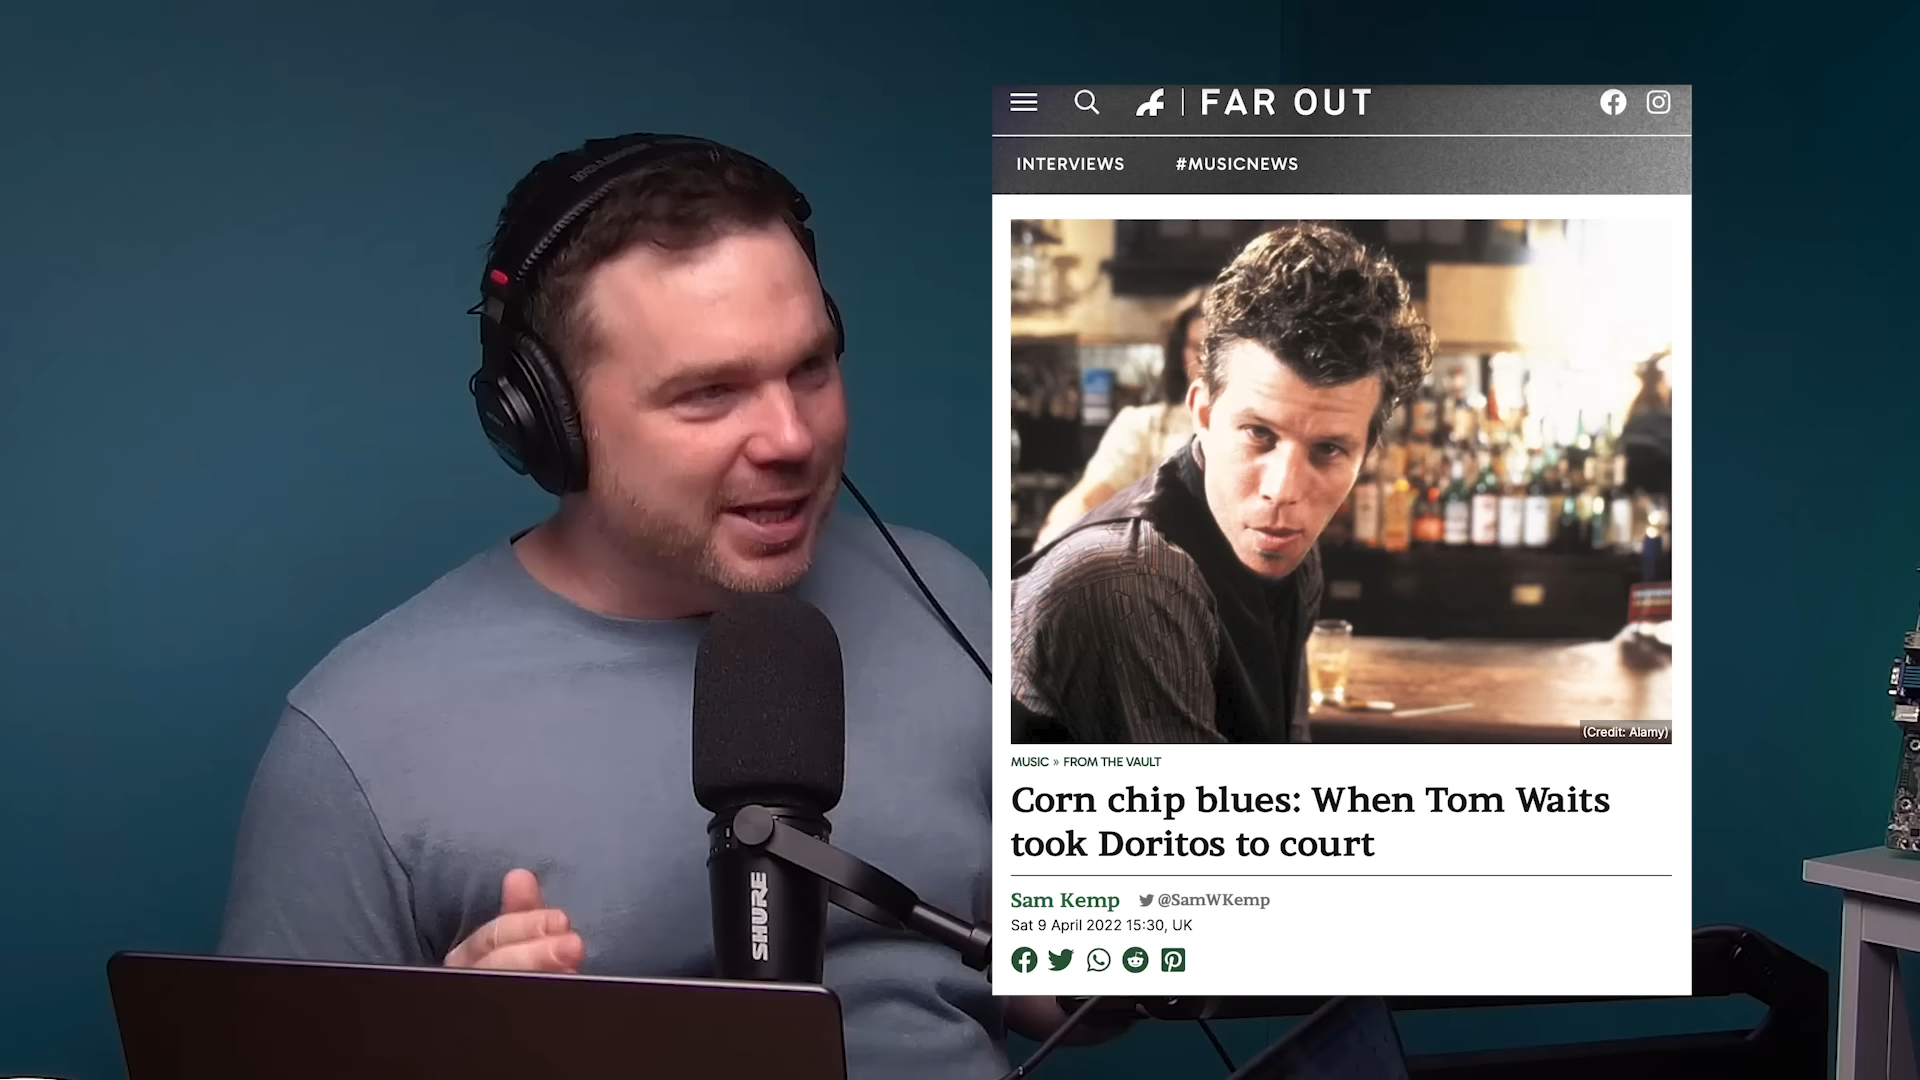 FAR OUT
INTERVIEWS #MUSICNEWS
(Credit: Alamy)
MUSIC » FROM THE VAULT
Corn chip blues: When Tom Waits
took Doritos to court
Sam Kemp @SamWKemp
Sat 9 April 2022 15:30, UK
SHURE